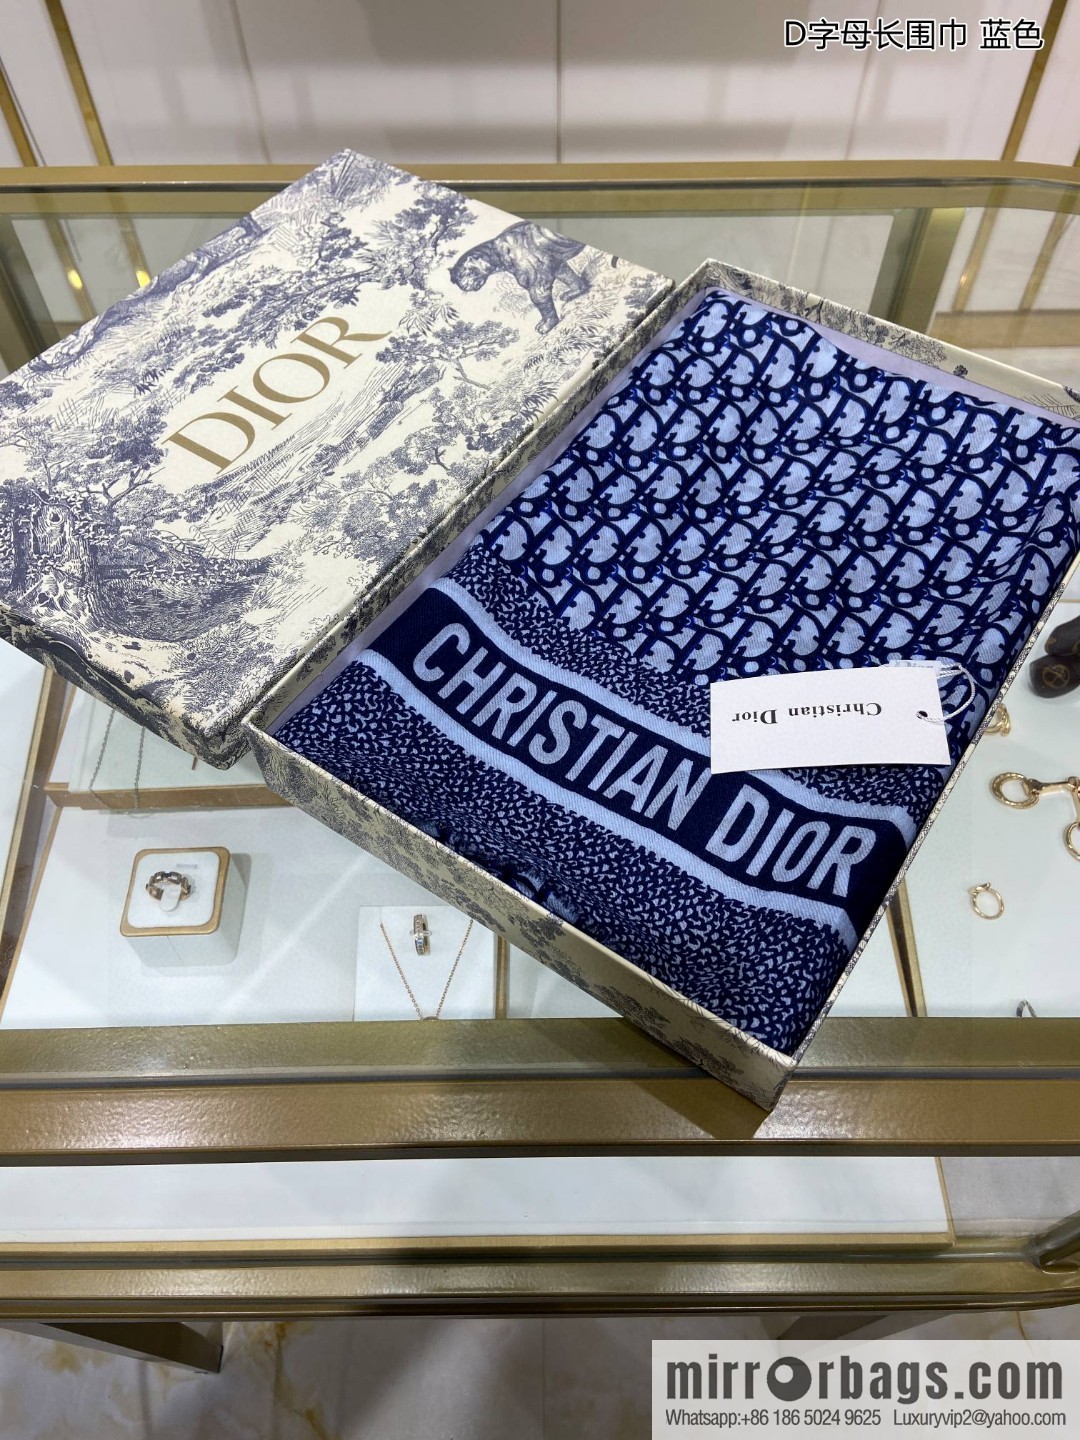 D字母长围巾 蓝色
DIOR
CHRISTIAN DIOR
Christian Dior
mirrorbags.com
Whatsapp:+86 186 5024 9625 Luxuryvip2@yahoo.com